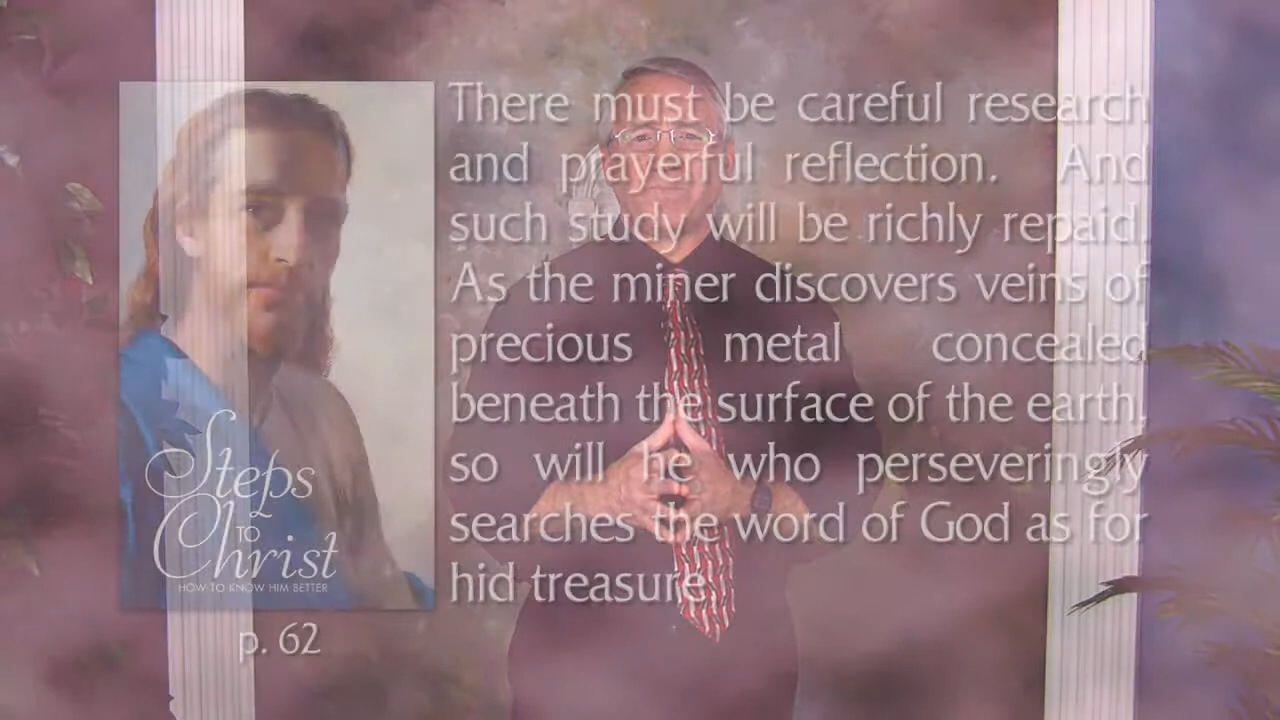 There must be careful research
and prayerful reflection. And
such study will be richly repaid.
As the miner discovers veins of
precious metal concealed
beneath the surface of the earth,
so will he who perseveringly
searches the word of God as for
hid treasure.
Steps
TO
Christ
HOW TO KNOW HIM BETTER
p. 62